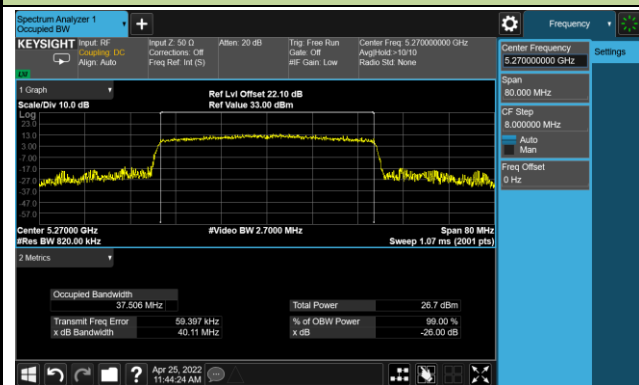 Spectrum Analyzer 1
Occupied BW
Frequency
KEYSIGHT
Input: RF
Coupling: DC
Align: Auto
Input Z: 50 Ω
Corrections: Off
Freq Ref: Int (S)
Atten: 20 dB
Trig: Free Run
Gate: Off
#IF Gain: Low
Center Freq: 5.270000000 GHz
Avg|Hold:>10/10
Radio Std: None
Center Frequency
5.270000000 GHz
Settings
Span
80.000 MHz
CF Step
8.000000 MHz
Auto
Man
Freq Offset
0 Hz
1 Graph
Scale/Div 10.0 dB
Ref Lvl Offset 22.10 dB
Ref Value 33.00 dBm
Log
23.0
13.0
3.00
-7.00
-17.0
-27.0
-37.0
-47.0
-57.0
Center 5.27000 GHz
#Res BW 820.00 kHz
#Video BW 2.7000 MHz
Span 80 MHz
Sweep 1.07 ms (2001 pts)
2 Metrics
Occupied Bandwidth
37.506 MHz
Transmit Freq Error 59.397 kHz
x dB Bandwidth 40.11 MHz
Total Power 26.7 dBm
% of OBW Power 99.00 %
x dB -26.00 dB
Apr 25, 2022
11:44:24 AM